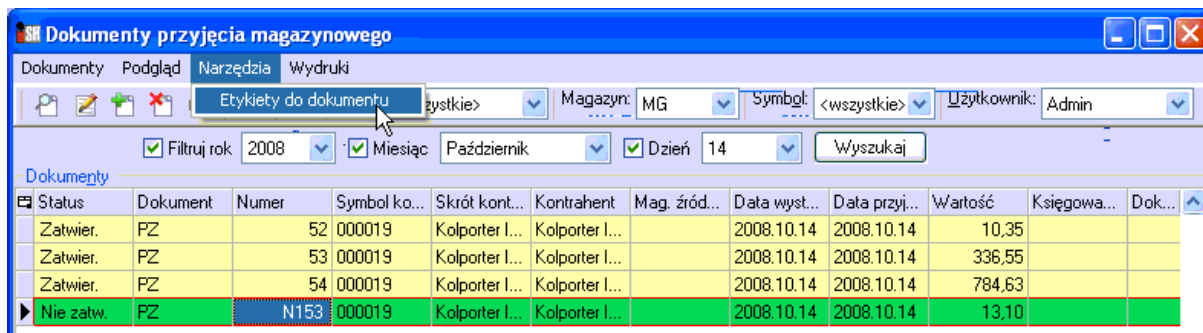 SH Dokumenty przyjęcia magazynowego
Dokumenty Podgląd Narzędzia Wydruki
Etykiety do dokumentu
zystkie> Magazyn: MG Symbol: <wszystkie> Użytkownik: Admin
Filtruj rok 2008 Miesiąc Październik Dzień 14 Wyszukaj
Dokumenty
Status Dokument Numer Symbol ko... Skrót kont... Kontrahent Mag. źród... Data wyst... Data przyj... Wartość Księgowa... Dok...
Zatwier. PZ 52 000019 Kolporter I... Kolporter I... 2008.10.14 2008.10.14 10,35
Zatwier. PZ 53 000019 Kolporter I... Kolporter I... 2008.10.14 2008.10.14 336,55
Zatwier. PZ 54 000019 Kolporter I... Kolporter I... 2008.10.14 2008.10.14 784,63
Nie zatw. PZ N153 000019 Kolporter I... Kolporter I... 2008.10.14 2008.10.14 13,10